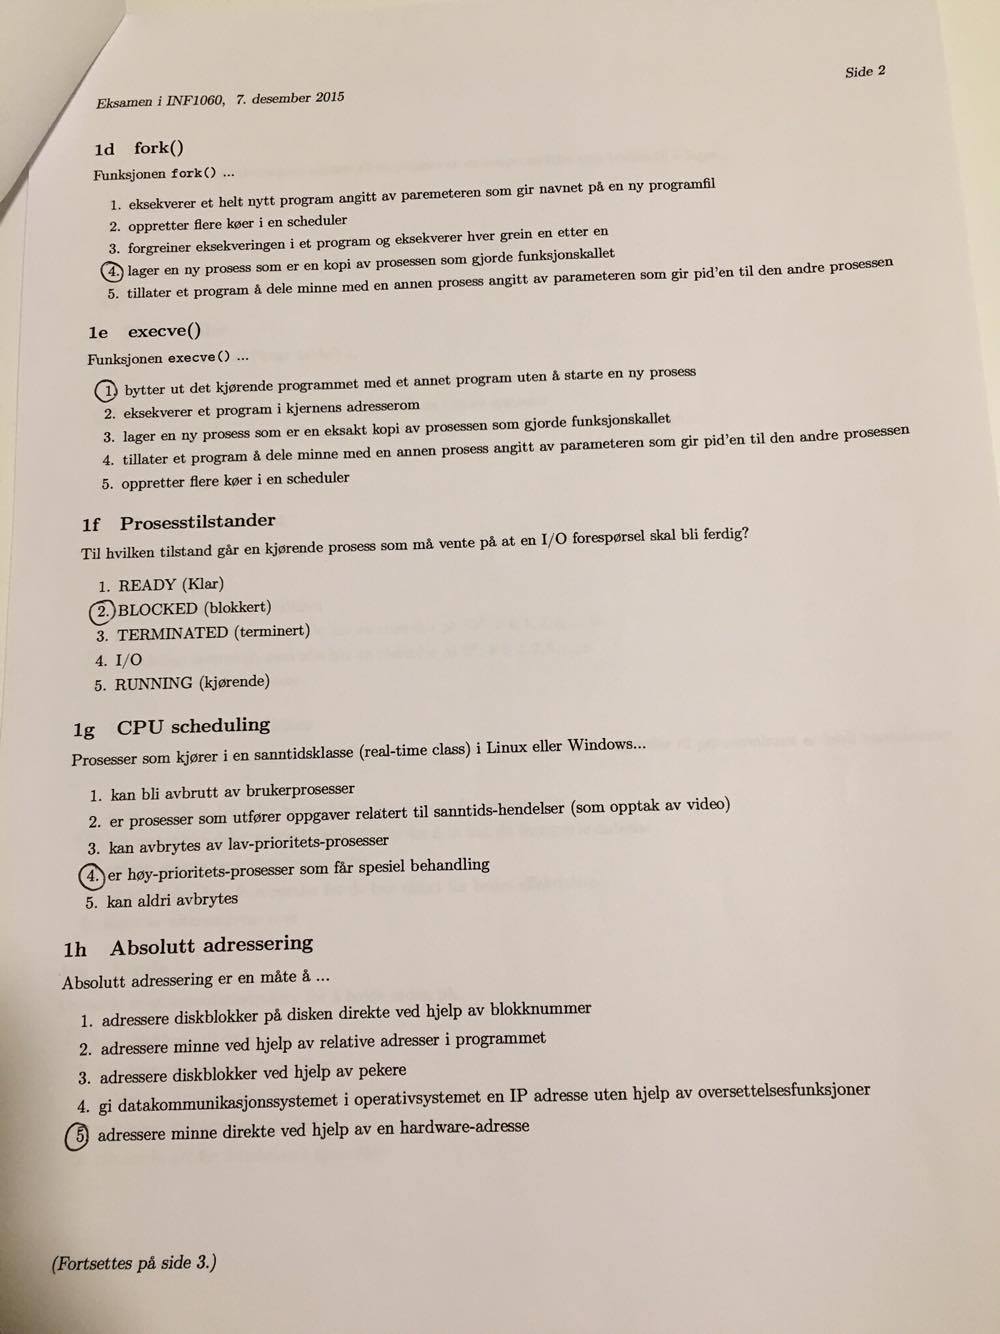 Side 2
Eksamen i INF1060, 7. desember 2015
1d fork()
Funksjonen fork() ...
1. eksekverer et helt nytt program angitt av paremeteren som gir navnet på en ny programfil
2. oppretter flere køer i en scheduler
3. forgreiner eksekveringen i et program og eksekverer hver grein en etter en
4. lager en ny prosess som er en kopi av prosessen som gjorde funksjonskallet
5. tillater et program å dele minne med en annen prosess angitt av parameteren som gir pid'en til den andre prosessen
1e execve()
Funksjonen execve() ...
1. bytter ut det kjørende programmet med et annet program uten å starte en ny prosess
2. eksekverer et program i kjernens adresserom
3. lager en ny prosess som er en eksakt kopi av prosessen som gjorde funksjonskallet
4. tillater et program å dele minne med en annen prosess angitt av parameteren som gir pid'en til den andre prosessen
5. oppretter flere køer i en scheduler
1f Prosesstilstander
Til hvilken tilstand går en kjørende prosess som må vente på at en I/O forespørsel skal bli ferdig?
1. READY (Klar)
2. BLOCKED (blokkert)
3. TERMINATED (terminert)
4. I/O
5. RUNNING (kjørende)
1g CPU scheduling
Prosesser som kjører i en sanntidsklasse (real-time class) i Linux eller Windows...
1. kan bli avbrutt av brukerprosesser
2. er prosesser som utfører oppgaver relatert til sanntids-hendelser (som opptak av video)
3. kan avbrytes av lav-prioritets-prosesser
4. er høy-prioritets-prosesser som får spesiel behandling
5. kan aldri avbrytes
1h Absolutt adressering
Absolutt adressering er en måte å ...
1. adressere diskblokker på disken direkte ved hjelp av blokknummer
2. adressere minne ved hjelp av relative adresser i programmet
3. adressere diskblokker ved hjelp av pekere
4. gi datakommunikasjonssystemet i operativsystemet en IP adresse uten hjelp av oversettelsesfunksjoner
5. adressere minne direkte ved hjelp av en hardware-adresse
(Fortsettes på side 3.)